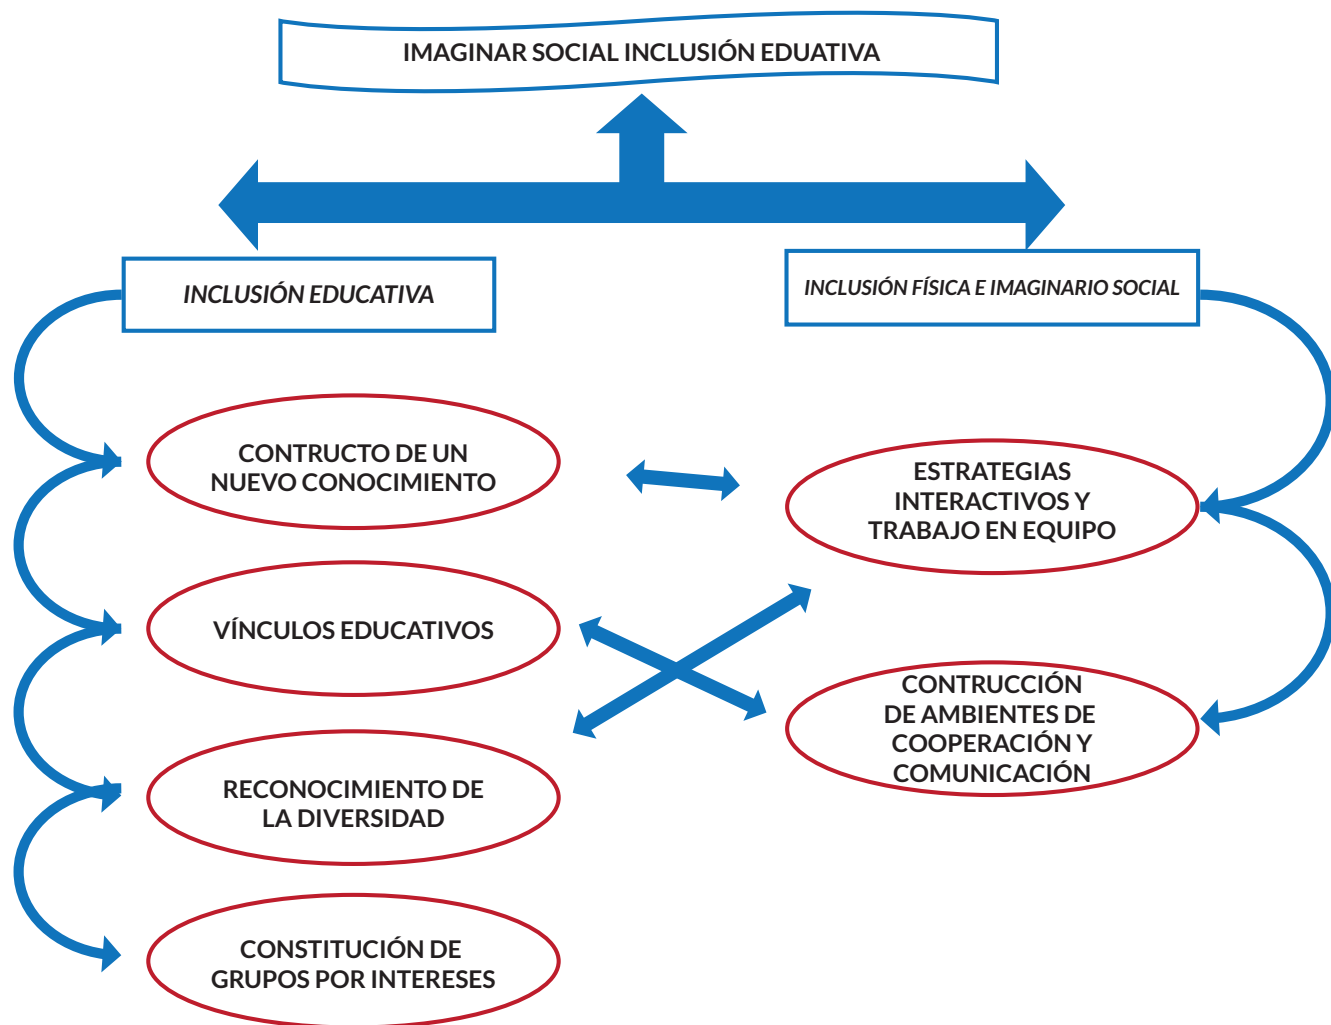 IMAGINAR SOCIAL INCLUSIÓN EDUATIVA
INCLUSIÓN EDUCATIVA
INCLUSIÓN FÍSICA E IMAGINARIO SOCIAL
CONTRUCTO DE UN
NUEVO CONOCIMIENTO
VÍNCULOS EDUCATIVOS
RECONOCIMIENTO DE
LA DIVERSIDAD
CONSTITUCIÓN DE
GRUPOS POR INTERESES
ESTRATEGIAS
INTERACTIVOS Y
TRABAJO EN EQUIPO
CONTRUCCIÓN
DE AMBIENTES DE
COOPERACIÓN Y
COMUNICACIÓN